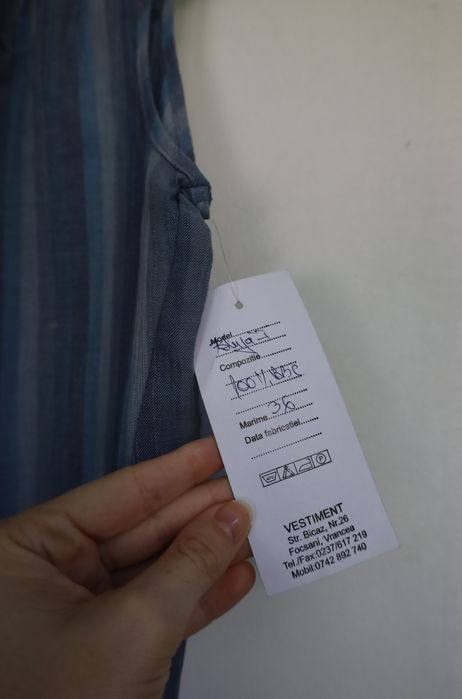 Model
Compozitie
100%
Marime 36
Data fabricatiei
VESTIMENT
Str. Bicaz, Nr.26
Focsani, Vrancea
Tel./Fax:0237/617 219
Mobil:0742 892 740